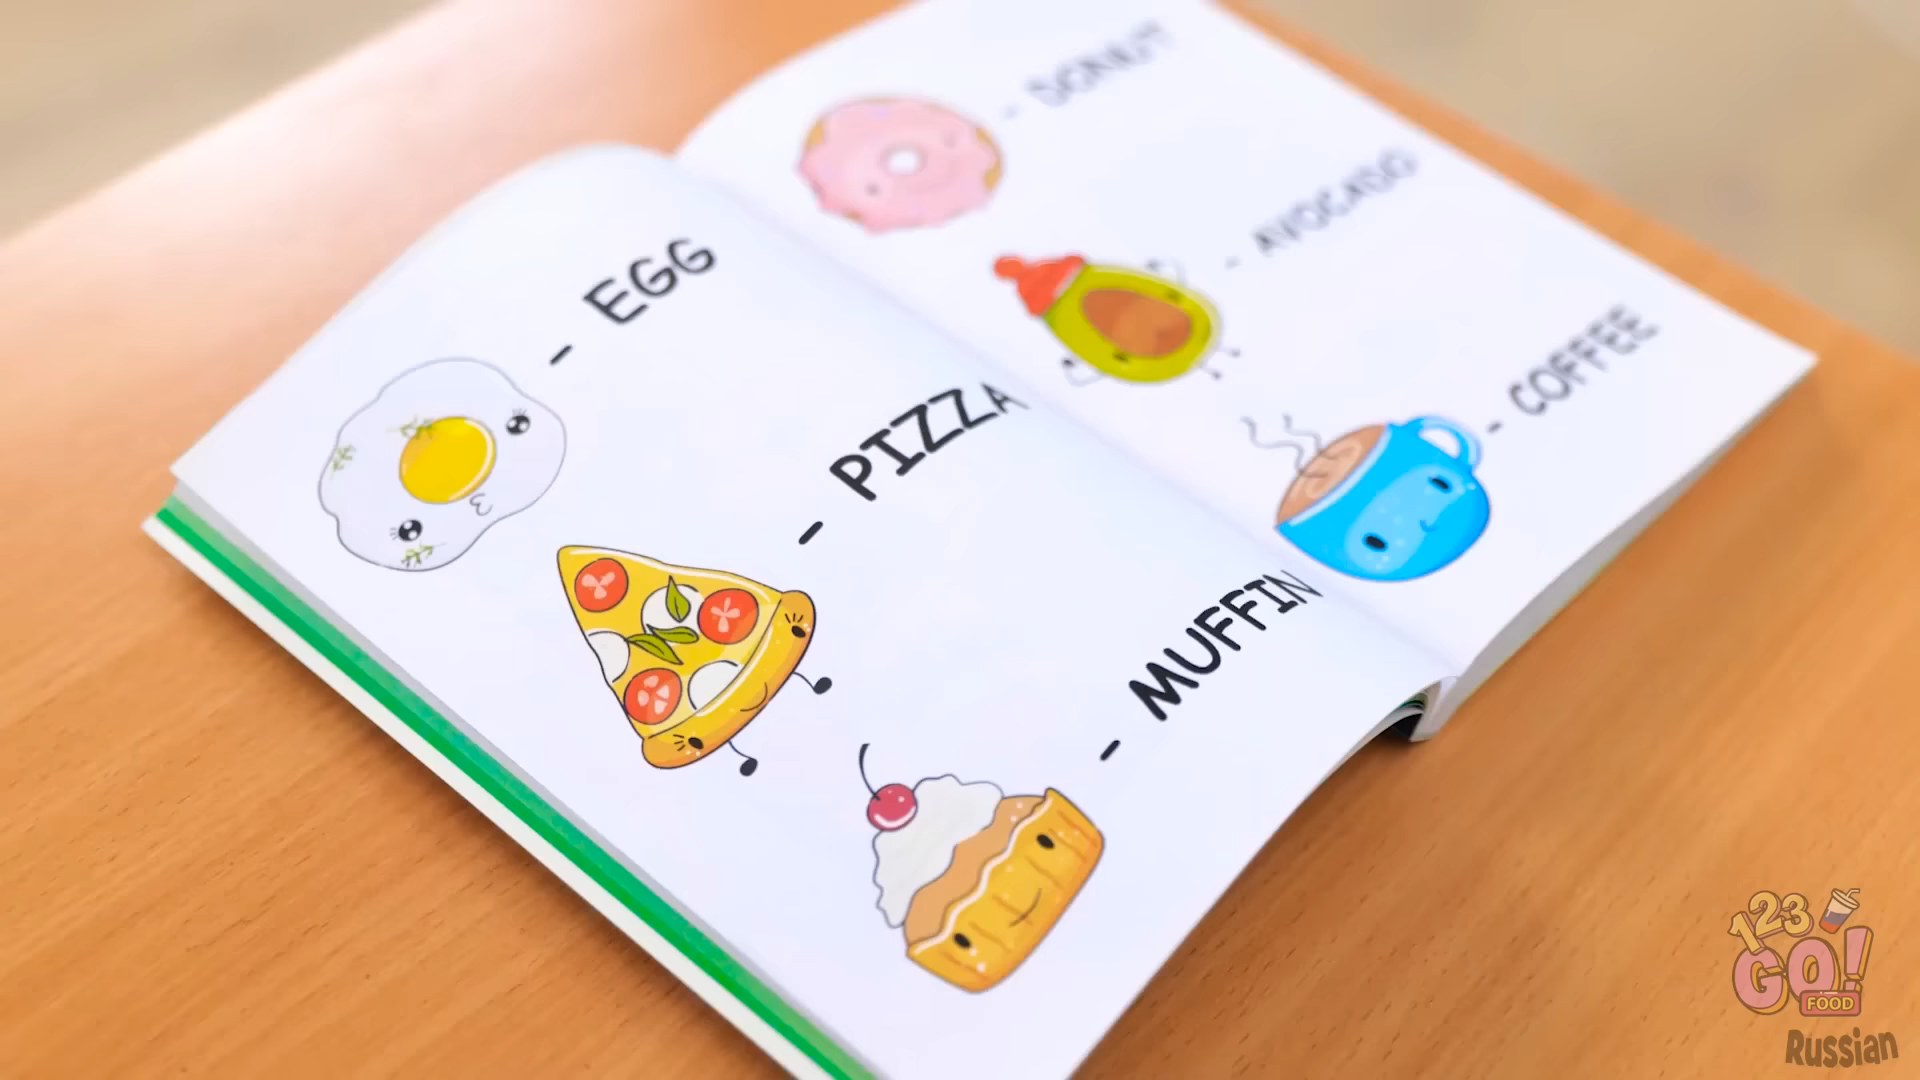 - EGG
- PIZZA
- MUFFIN
- DONUT
- AVOCADO
- COFFEE
123
GO!
FOOD
Russian